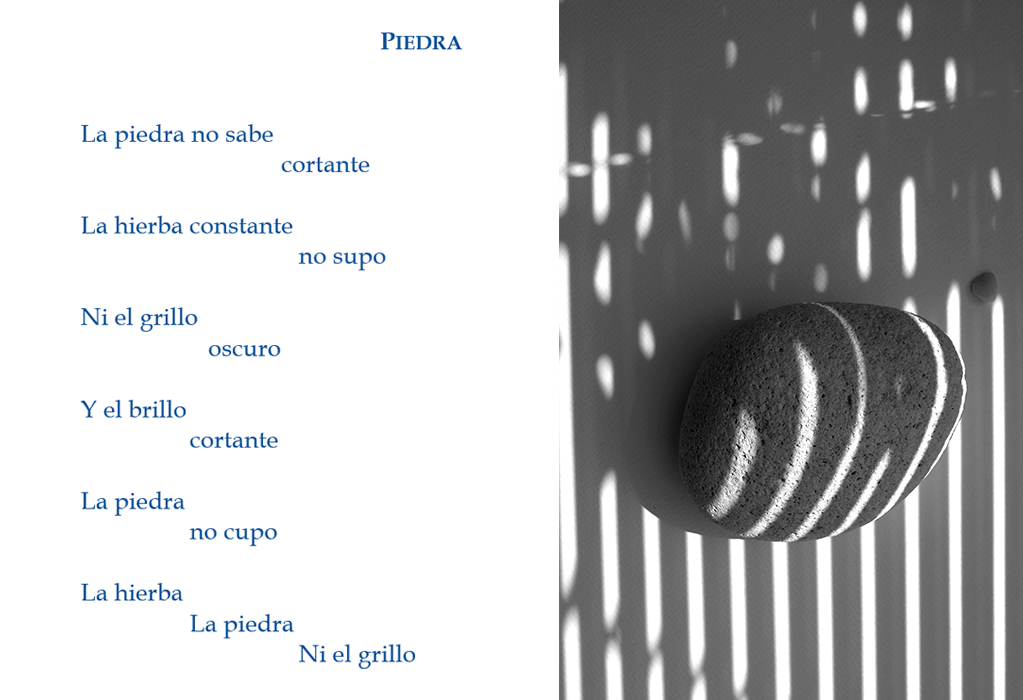 PIEDRA
La piedra no sabe
cortante
La hierba constante
no supo
Ni el grillo
oscuro
Y el brillo
cortante
La piedra
no cupo
La hierba
La piedra
Ni el grillo